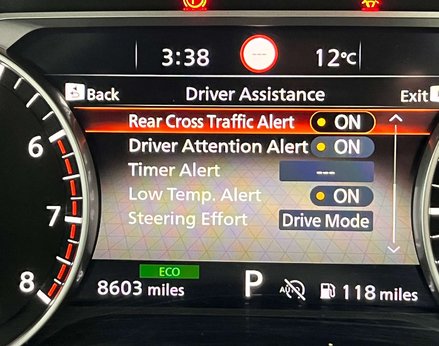 3:38 --- 12°C
Back Driver Assistance Exit
Rear Cross Traffic Alert ON
Driver Attention Alert ON
Timer Alert ---
Low Temp. Alert ON
Steering Effort Drive Mode
6
7
8
ECO
8603 miles P AUTO 118 miles